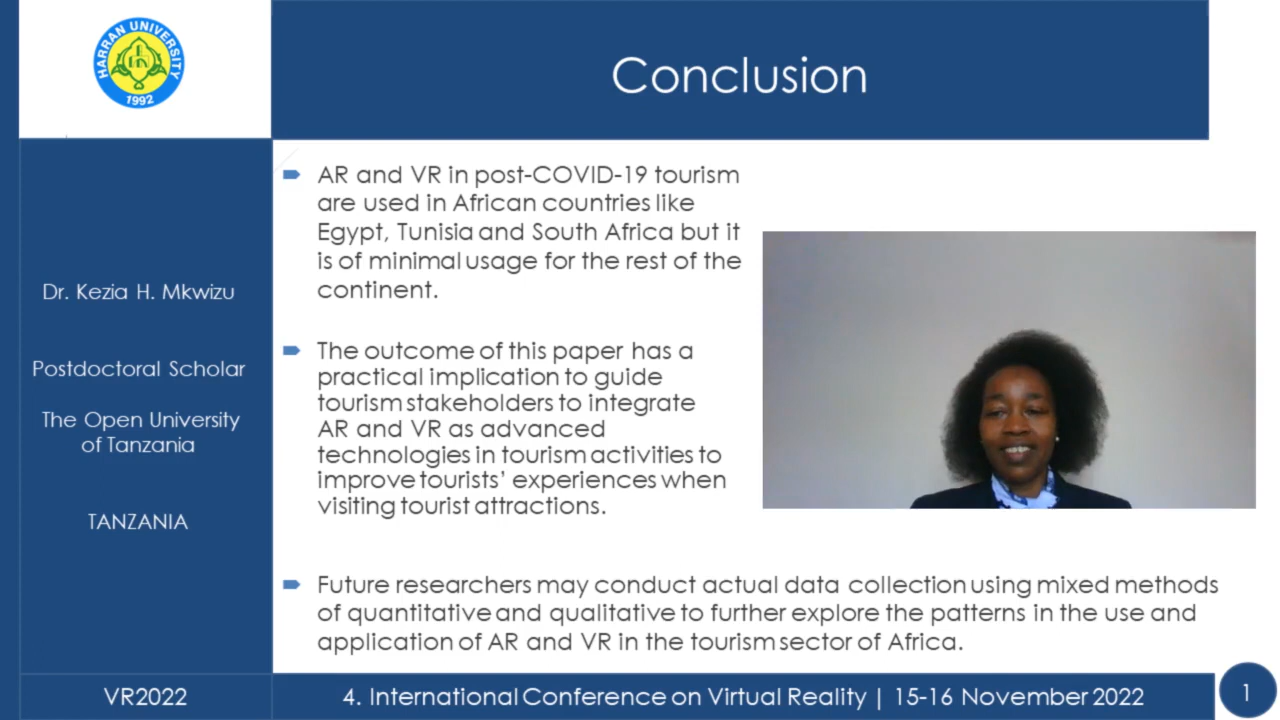 HARRAN UNIVERSITY
1992
Conclusion
Dr. Kezia H. Mkwizu
Postdoctoral Scholar
The Open University
of Tanzania
TANZANIA
AR and VR in post-COVID-19 tourism
are used in African countries like
Egypt, Tunisia and South Africa but it
is of minimal usage for the rest of the
continent.
The outcome of this paper has a
practical implication to guide
tourism stakeholders to integrate
AR and VR as advanced
technologies in tourism activities to
improve tourists' experiences when
visiting tourist attractions.
Future researchers may conduct actual data collection using mixed methods
of quantitative and qualitative to further explore the patterns in the use and
application of AR and VR in the tourism sector of Africa.
VR2022
4. International Conference on Virtual Reality | 15-16 November 2022
1